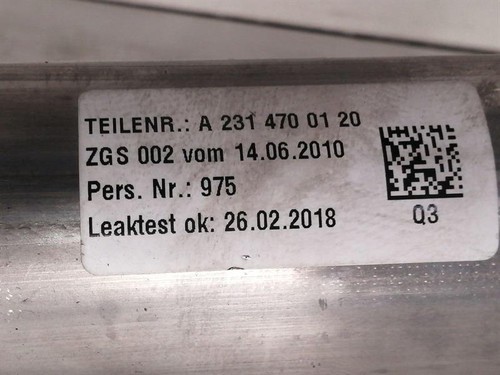 TEILENR.: A 231 470 01 20
ZGS 002 vom 14.06.2010
Pers. Nr.: 975
Leaktest ok: 26.02.2018
Q3